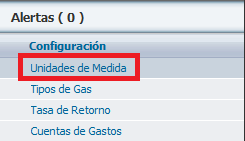 Alertas ( 0 )
Configuración
Unidades de Medida
Tipos de Gas
Tasa de Retorno
Cuentas de Gastos